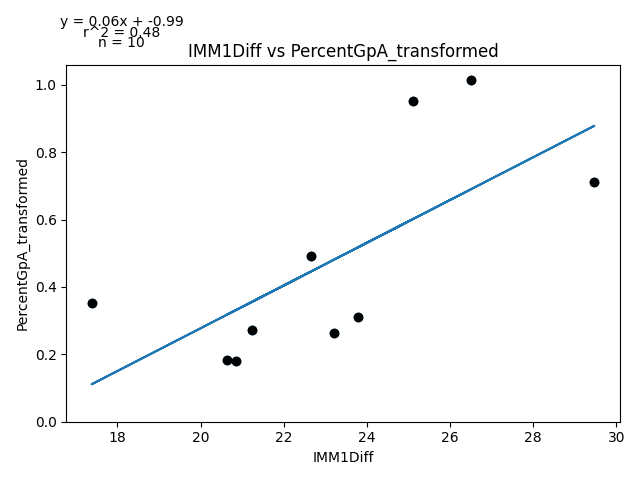 y = 0.06x + -0.99
r^2 = 0.48
n = 10
IMM1Diff vs PercentGpA_transformed
PercentGpA_transformed
1.0
0.8
0.6
0.4
0.2
0.0
18 20 22 24 26 28 30
IMM1Diff